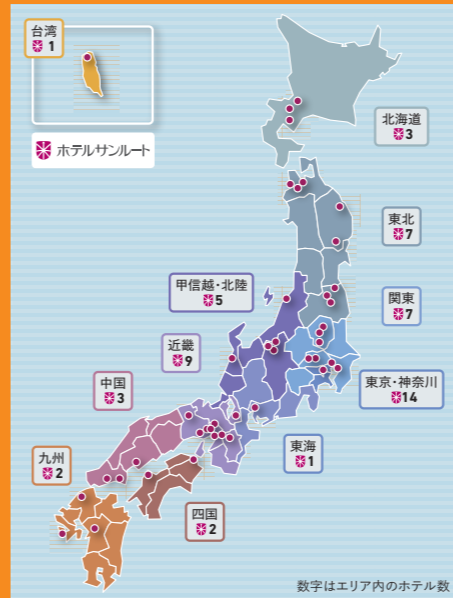 台湾
1
ホテルサンルート
北海道
3
東北
7
甲信越・北陸
5
関東
7
近畿
9
東京・神奈川
14
中国
3
東海
1
九州
2
四国
2
数字はエリア内のホテル数